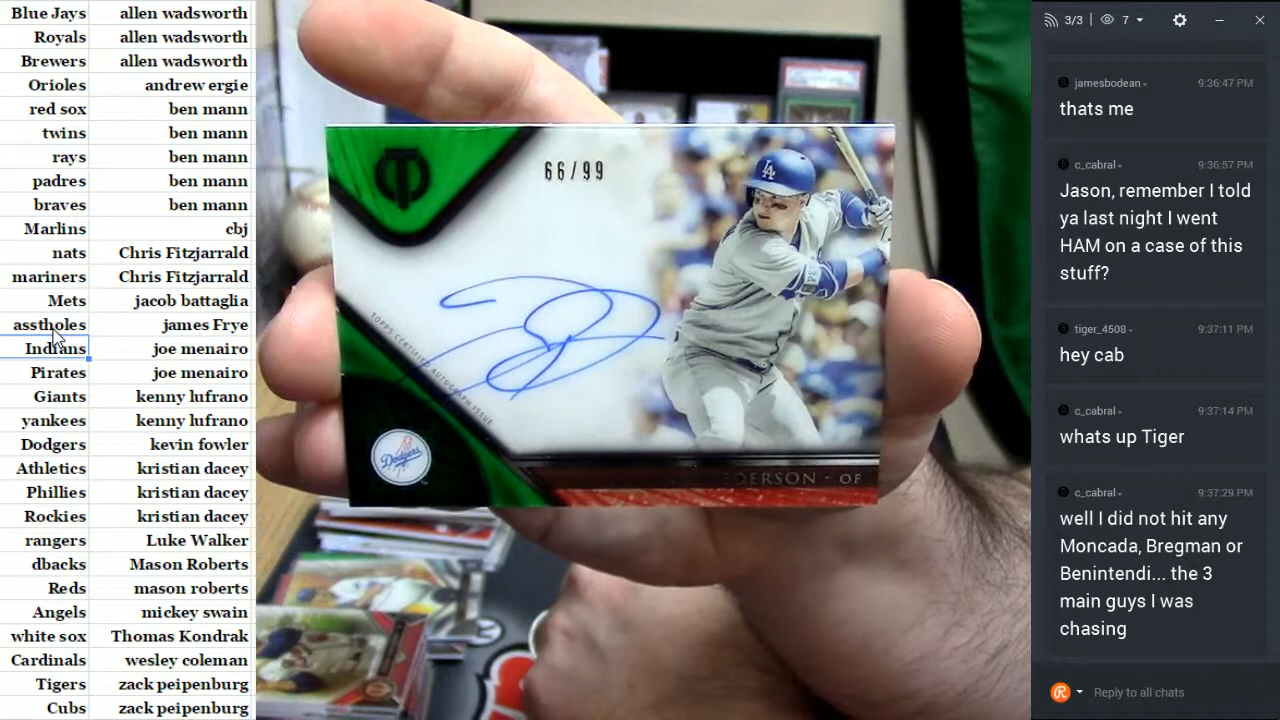 Blue Jays allen wadsworth
Royals allen wadsworth
Brewers allen wadsworth
Orioles andrew ergie
red sox ben mann
twins ben mann
rays ben mann
padres ben mann
braves ben mann
Marlins cbj
nats Chris Fitzjarrald
mariners Chris Fitzjarrald
Mets jacob battaglia
asstholes james Frye
Indians joe menairo
Pirates joe menairo
Giants kenny lufrano
yankees kenny lufrano
Dodgers kevin fowler
Athletics kristian dacey
Phillies kristian dacey
Rockies kristian dacey
rangers Luke Walker
dbacks Mason Roberts
Reds mason roberts
Angels mickey swain
white sox Thomas Kondrak
Cardinals wesley coleman
Tigers zack peipenburg
Cubs zack peipenburg
66/99
LA
TOPPS CERTIFIED AUTOGRAPH ISSUE
Dodgers
DERSON · OF
3/3 | 7
jamesbodean 9:36:47 PM
thats me
c_cabral 9:36:57 PM
Jason, remember I told
ya last night I went
HAM on a case of this
stuff?
tiger_4508 9:37:11 PM
hey cab
c_cabral 9:37:14 PM
whats up Tiger
c_cabral 9:37:29 PM
well I did not hit any
Moncada, Bregman or
Benintendi... the 3
main guys I was
chasing
Reply to all chats